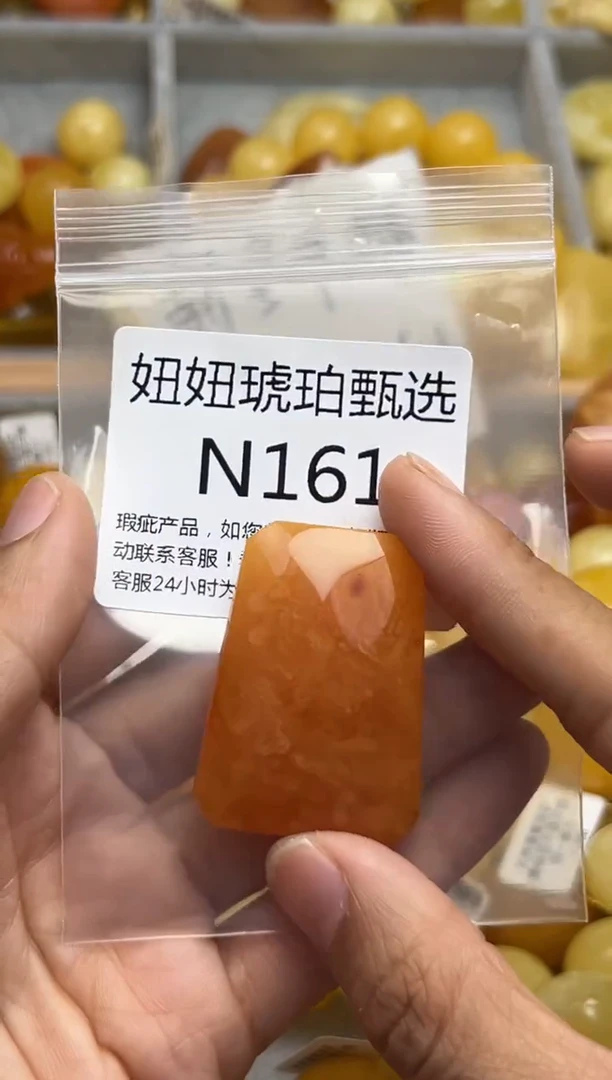 妞妞琥珀甄选
N161
瑕疵产品，如您
动联系客服！
客服24小时为